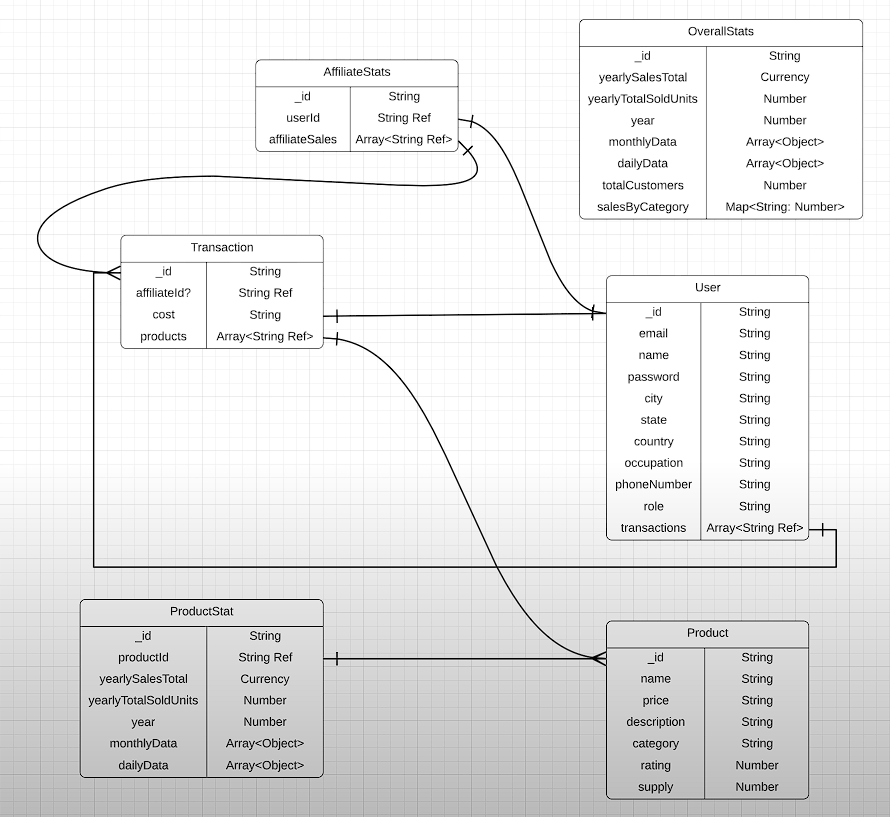 OverallStats
_id String
yearlySalesTotal Currency
yearlyTotalSoldUnits Number
year Number
monthlyData Array<Object>
dailyData Array<Object>
totalCustomers Number
salesByCategory Map<String: Number>
AffiliateStats
_id String
userId String Ref
affiliateSales Array<String Ref>
Transaction
_id String
affiliateId? String Ref
cost String
products Array<String Ref>
User
_id String
email String
name String
password String
city String
state String
country String
occupation String
phoneNumber String
role String
transactions Array<String Ref>
ProductStat
_id String
productId String Ref
yearlySalesTotal Currency
yearlyTotalSoldUnits Number
year Number
monthlyData Array<Object>
dailyData Array<Object>
Product
_id String
name String
price String
description String
category String
rating Number
supply Number